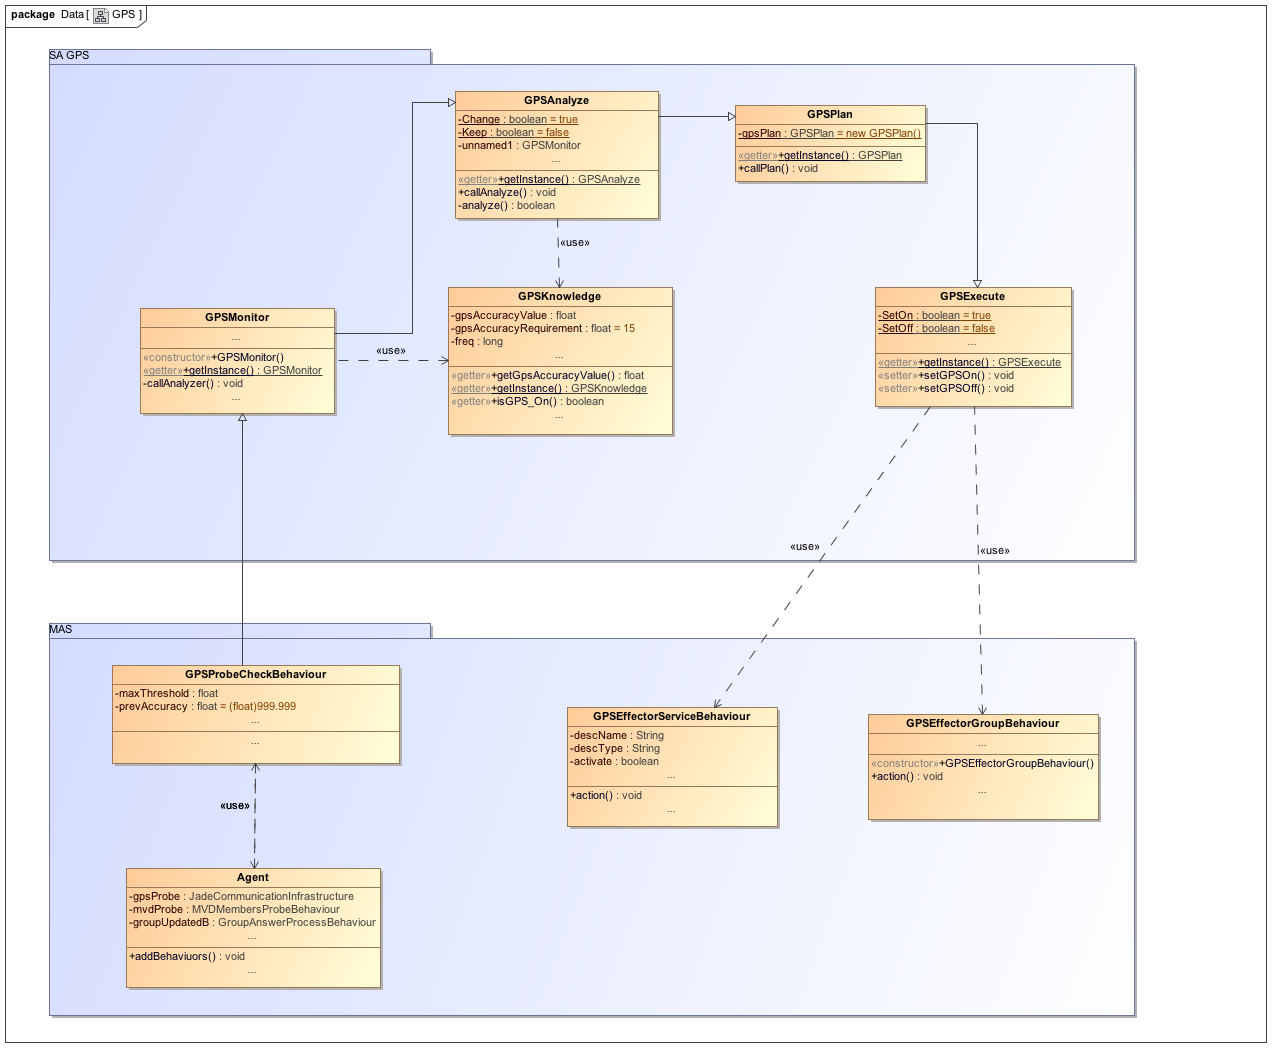 package Data[ GPS ]
SA GPS
GPSAnalyze
-Change : boolean = true
-Keep : boolean = false
-unnamed1 : GPSMonitor
...
«getter»+getInstance() : GPSAnalyze
+callAnalyze() : void
-analyze() : boolean
GPSPlan
-gpsPlan : GPSPlan = new GPSPlan()
«getter»+getInstance() : GPSPlan
+callPlan() : void
«use»
GPSMonitor
...
«constructor»+GPSMonitor()
«getter»+getInstance() : GPSMonitor
-callAnalyzer() : void
...
«use»
GPSKnowledge
-gpsAccuracyValue : float
-gpsAccuracyRequirement : float = 15
-freq : long
...
«getter»+getGpsAccuracyValue() : float
«getter»+getInstance() : GPSKnowledge
«getter»+isGPS_On() : boolean
...
GPSExecute
-SetOn : boolean = true
-SetOff : boolean = false
...
«getter»+getInstance() : GPSExecute
«setter»+setGPSOn() : void
«setter»+setGPSOff() : void
«use»
«use»
MAS
GPSProbeCheckBehaviour
-maxThreshold : float
-prevAccuracy : float = (float)999.999
...
...
GPSEffectorServiceBehaviour
-descName : String
-descType : String
-activate : boolean
...
+action() : void
...
GPSEffectorGroupBehaviour
...
«constructor»+GPSEffectorGroupBehaviour()
+action() : void
...
«use»
Agent
-gpsProbe : JadeCommunicationInfrastructure
-mvdProbe : MVDMembersProbeBehaviour
-groupUpdatedB : GroupAnswerProcessBehaviour
...
+addBehaviuors() : void
...